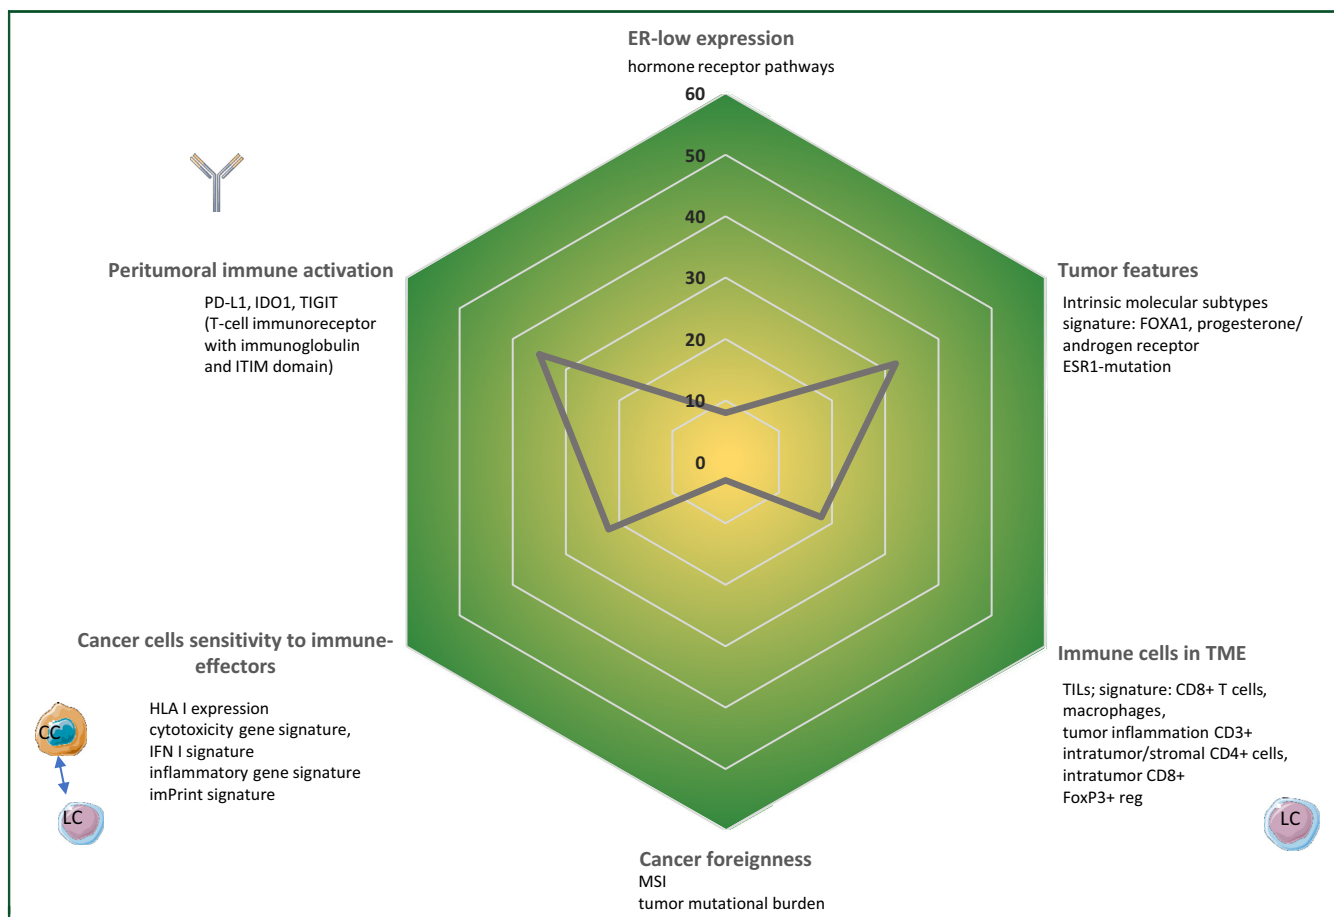 ER-low expression
hormone receptor pathways
60
50
40
30
20
10
0
Peritumoral immune activation
PD-L1, IDO1, TIGIT
(T-cell immunoreceptor
with immunoglobulin
and ITIM domain)
Tumor features
Intrinsic molecular subtypes
signature: FOXA1, progesterone/
androgen receptor
ESR1-mutation
Cancer cells sensitivity to immune-
effectors
HLA I expression
cytotoxicity gene signature,
IFN I signature
inflammatory gene signature
imPrint signature
CC
LC
Immune cells in TME
TILs; signature: CD8+ T cells,
macrophages,
tumor inflammation CD3+
intratumor/stromal CD4+ cells,
intratumor CD8+
FoxP3+ reg
LC
Cancer foreignness
MSI
tumor mutational burden